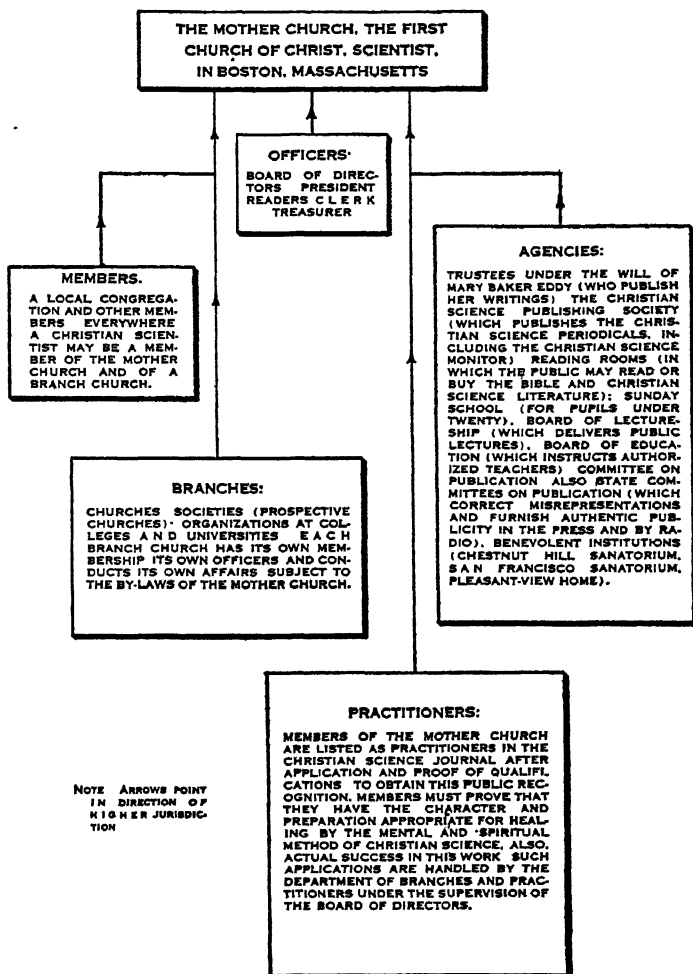 THE MOTHER CHURCH, THE FIRST
CHURCH OF CHRIST, SCIENTIST,
IN BOSTON, MASSACHUSETTS
OFFICERS·
BOARD OF DIREC-
TORS PRESIDENT
READERS CLERK
TREASURER
MEMBERS.
A LOCAL CONGREGA-
TION AND OTHER MEM-
BERS EVERYWHERE
A CHRISTIAN SCIEN-
TIST MAY BE A MEM-
BER OF THE MOTHER
CHURCH AND OF A
BRANCH CHURCH.
AGENCIES:
TRUSTEES UNDER THE WILL OF
MARY BAKER EDDY (WHO PUBLISH
HER WRITINGS) THE CHRISTIAN
SCIENCE PUBLISHING SOCIETY
(WHICH PUBLISHES THE CHRIS-
TIAN SCIENCE PERIODICALS, IN-
CLUDING THE CHRISTIAN SCIENCE
MONITOR) READING ROOMS (IN
WHICH THE PUBLIC MAY READ OR
BUY THE BIBLE AND CHRISTIAN
SCIENCE LITERATURE); SUNDAY
SCHOOL (FOR PUPILS UNDER
TWENTY), BOARD OF LECTURE-
SHIP (WHICH DELIVERS PUBLIC
LECTURES), BOARD OF EDUCA-
TION (WHICH INSTRUCTS AUTHOR-
IZED TEACHERS) COMMITTEE ON
PUBLICATION ALSO STATE COM-
MITTEES ON PUBLICATION (WHICH
CORRECT MISREPRESENTATIONS
AND FURNISH AUTHENTIC PUB-
LICITY IN THE PRESS AND BY RA-
DIO), BENEVOLENT INSTITUTIONS
(CHESTNUT HILL SANATORIUM,
SAN FRANCISCO SANATORIUM,
PLEASANT-VIEW HOME).
BRANCHES:
CHURCHES SOCIETIES (PROSPECTIVE
CHURCHES)· ORGANIZATIONS AT COL-
LEGES AND UNIVERSITIES EACH
BRANCH CHURCH HAS ITS OWN MEM-
BERSHIP ITS OWN OFFICERS AND CON-
DUCTS ITS OWN AFFAIRS SUBJECT TO
THE BY-LAWS OF THE MOTHER CHURCH.
PRACTITIONERS:
MEMBERS OF THE MOTHER CHURCH
ARE LISTED AS PRACTITIONERS IN THE
CHRISTIAN SCIENCE JOURNAL AFTER
APPLICATION AND PROOF OF QUALIFI-
CATIONS TO OBTAIN THIS PUBLIC REC-
OGNITION, MEMBERS MUST PROVE THAT
THEY HAVE THE CHARACTER AND
PREPARATION APPROPRIATE FOR HEAL-
ING BY THE MENTAL AND ·SPIRITUAL
METHOD OF CHRISTIAN SCIENCE, ALSO,
ACTUAL SUCCESS IN THIS WORK SUCH
APPLICATIONS ARE HANDLED BY THE
DEPARTMENT OF BRANCHES AND PRAC-
TITIONERS UNDER THE SUPERVISION OF
THE BOARD OF DIRECTORS.
NOTE ARROWS POINT
IN DIRECTION OF
HIGHER JURISDIC-
TION